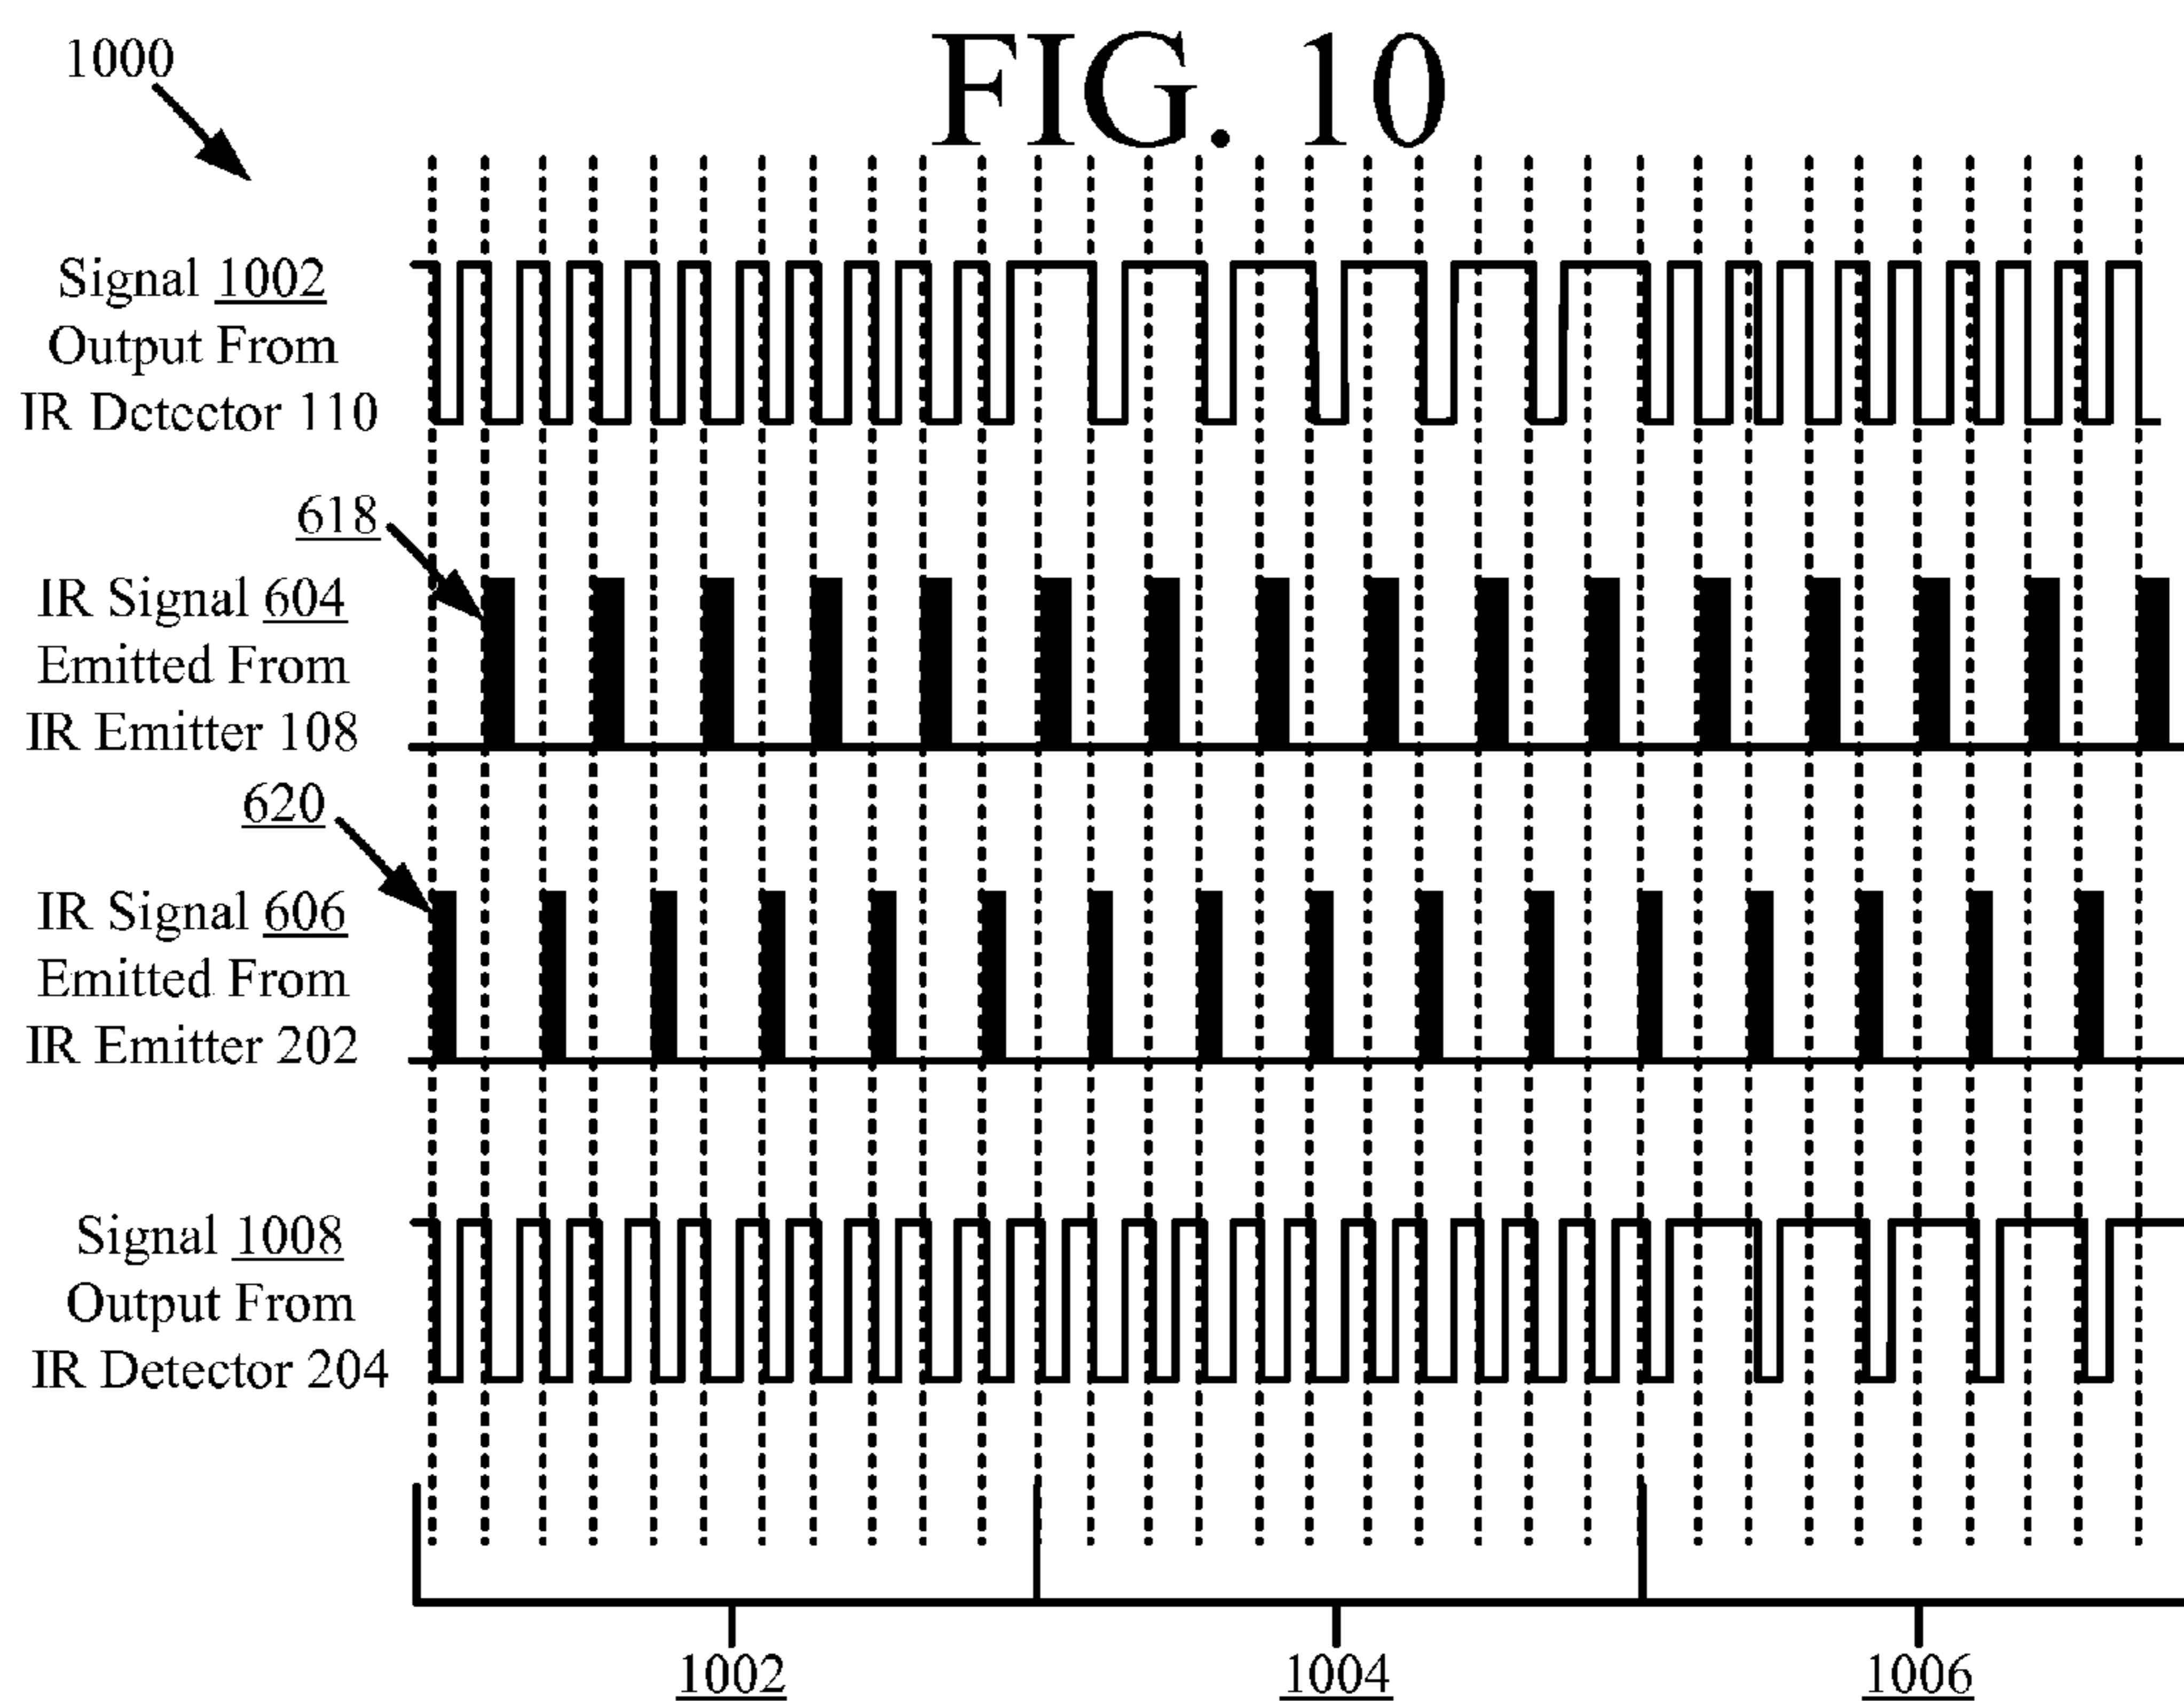 FIG. 10
1000
Signal 1002
Output From
IR Detector 110
618
IR Signal 604
Emitted From
IR Emitter 108
620
IR Signal 606
Emitted From
IR Emitter 202
Signal 1008
Output From
IR Detector 204
1002
1004
1006